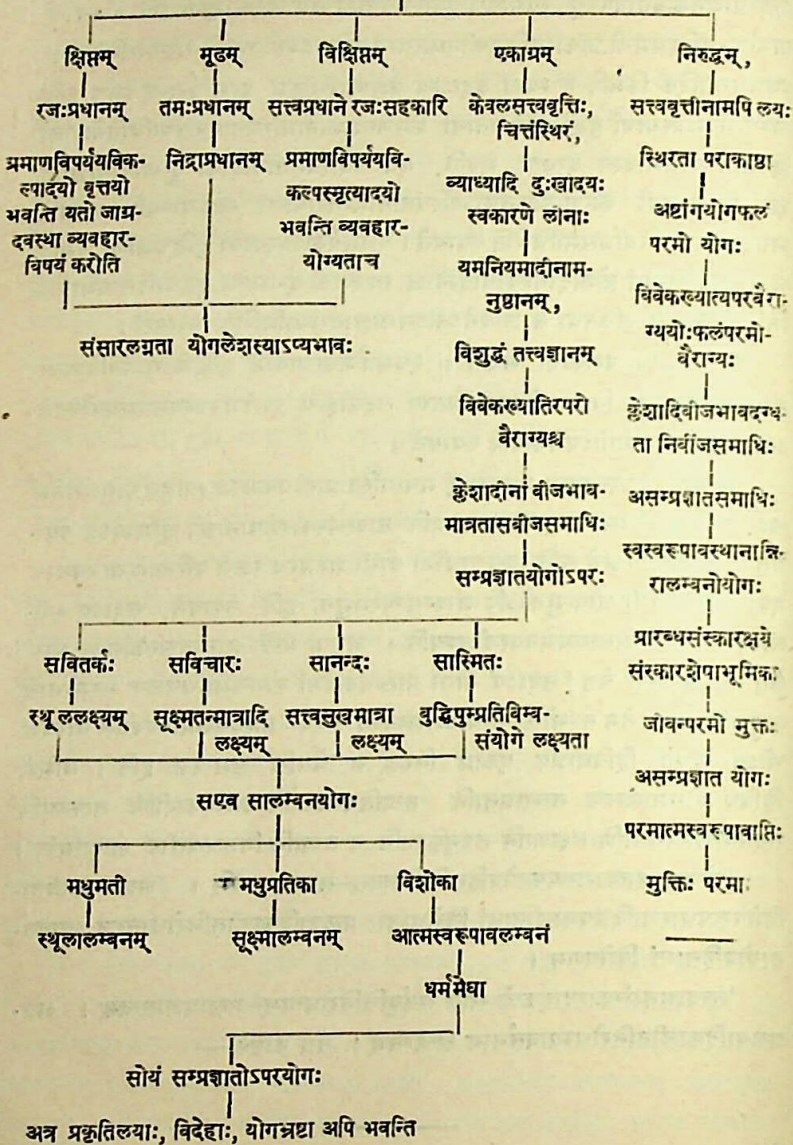 क्षिप्तम्
मूढम्
विक्षिप्तम्
एकाग्रम्
निरुद्धम्,
रजःप्रधानम्
तमःप्रधानम्
सत्त्वप्रधाने रजःसहकारि
केवलसत्त्ववृत्तिः,
चित्तंस्थिरं,
सत्त्ववृत्तीनामपि लयः
प्रमाणविपर्ययविक-
ल्पादयो वृत्तयो
भवन्ति यतो जाग्र-
दवस्था व्यवहार-
विषयं करोति
निद्राप्रधानम्
प्रमाणविपर्ययवि-
कल्पस्मृत्यादयो
भवन्ति व्यवहार-
योग्यताच
संसारलग्नता योगलेशस्याऽप्यभावः
व्याध्यादि दुःखादयः
स्वकारणे लीनाः
यमनियमादीनाम-
नुष्ठानम्,
विशुद्धं तत्त्वज्ञानम्
विवेकख्यातिरपरो
वैराग्यश्च
क्लेशादीनां बीजभाव-
मात्रतासबीजसमाधिः
सम्प्रज्ञातयोगोऽपरः
स्थिरता पराकाष्ठा
अष्टांगयोगफलं
परमो योगः
विवेकख्यात्यपरवैरा-
ग्ययोःफलंपरमो-
वैराग्यः
क्लेशादिबीजभावदग्ध-
ता निर्बीजसमाधिः
असम्प्रज्ञातसमाधिः
स्वस्वरूपावस्थानान्नि-
रालम्बनोयोगः
प्रारब्धसंस्कारक्षये
संस्कारशेषाभूमिका
जीवन्परमो मुक्तः
असम्प्रज्ञात योगः
परमात्मस्वरूपावाप्तिः
मुक्तिः परमा
सवितर्कः
सविचारः
सानन्दः
सास्मितः
स्थूललक्ष्यम्
सूक्ष्मतन्मात्रादि
लक्ष्यम्
सत्त्वसुखमात्रा
लक्ष्यम्
बुद्धिपुम्प्रतिविम्ब-
संयोगे लक्ष्यता
सएव सालम्बनयोगः
मधुमती
मधुप्रतिका
विशोका
स्थूलालम्बनम्
सूक्ष्मालम्बनम्
आत्मस्वरूपावलम्बनं
धर्ममेघा
सोयं सम्प्रज्ञातोऽपरयोगः
अत्र प्रकृतिलयाः, विदेहाः, योगभ्रष्टा अपि भवन्ति